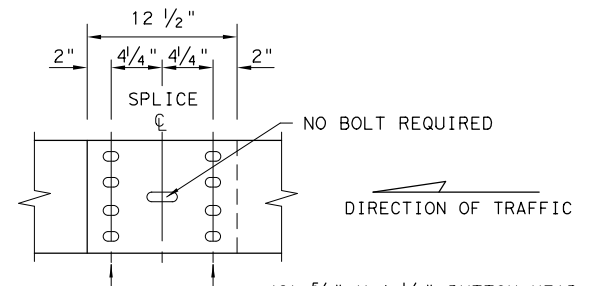 12 1/2"
2" 4 1/4" 4 1/4" 2"
SPLICE
℄
NO BOLT REQUIRED
DIRECTION OF TRAFFIC